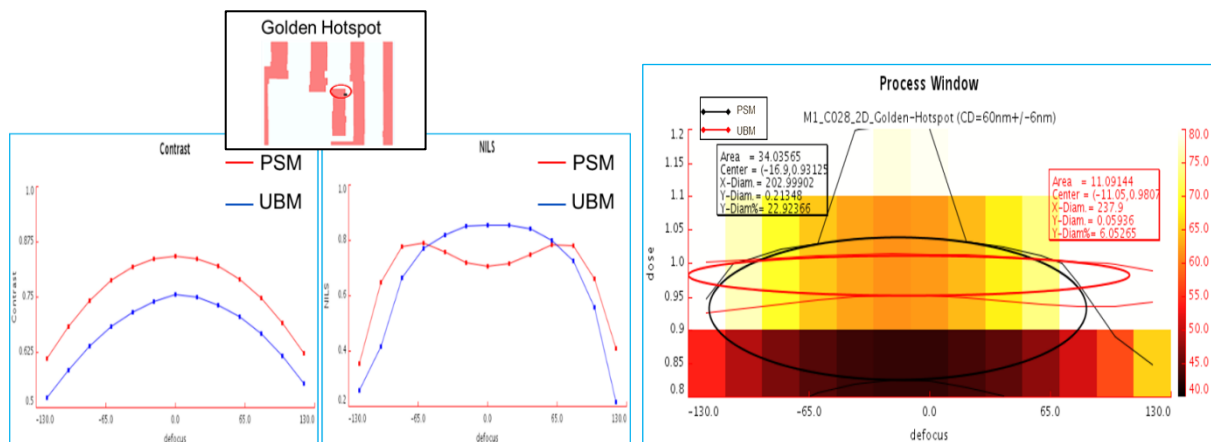 Golden Hotspot
Contrast
PSM
UBM
1.0
0.875
0.75
0.625
0.5
Contrast
-130.0
-65.0
0.0
65.0
130.0
defocus
NILS
PSM
UBM
1.0
0.8
0.6
0.4
0.2
NILS
-130.0
-65.0
0.0
65.0
130.0
defocus
Process Window
PSM
UBM
M1_C028_2D_Golden-Hotspot (CD=60nm+/-6nm)
Area = 34.03565
Center = (-16.9,0.93125
X-Diam. = 202.99902
Y-Diam. = 0.21348
Y-Diam%= 22.92366
Area = 11.09144
Center = (-11.05,0.9807
X-Diam. = 237.9
Y-Diam. = 0.05936
Y-Diam%= 6.05265
1.2
1.15
1.1
1.05
1.0
0.95
0.9
0.85
0.8
dose
-130.0
-65.0
0.0
65.0
130.0
defocus
80.0
75.0
70.0
65.0
60.0
55.0
50.0
45.0
40.0